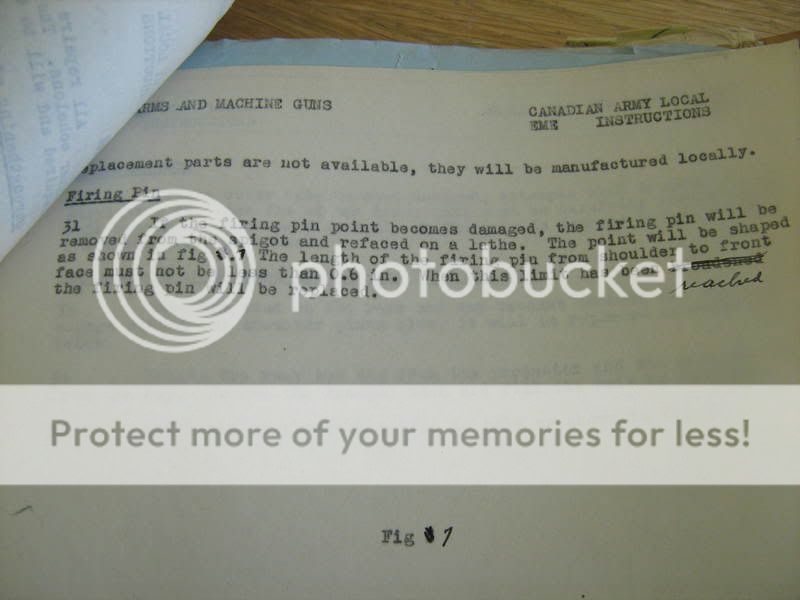 ARMS AND MACHINE GUNS
CANADIAN ARMY LOCAL
EME INSTRUCTIONS
eplacement parts are not available, they will be manufactured locally.
Firing Pin
31 If the firing pin point becomes damaged, the firing pin will be
removed from the spigot and refaced on a lathe. The point will be shaped
as shown in fig 7 The length of the firing pin from shoulder to front
face must not be less than in. When this limit has been reached
the firing pin will be replaced.
photobucket
Protect more of your memories for less!
Fig 7